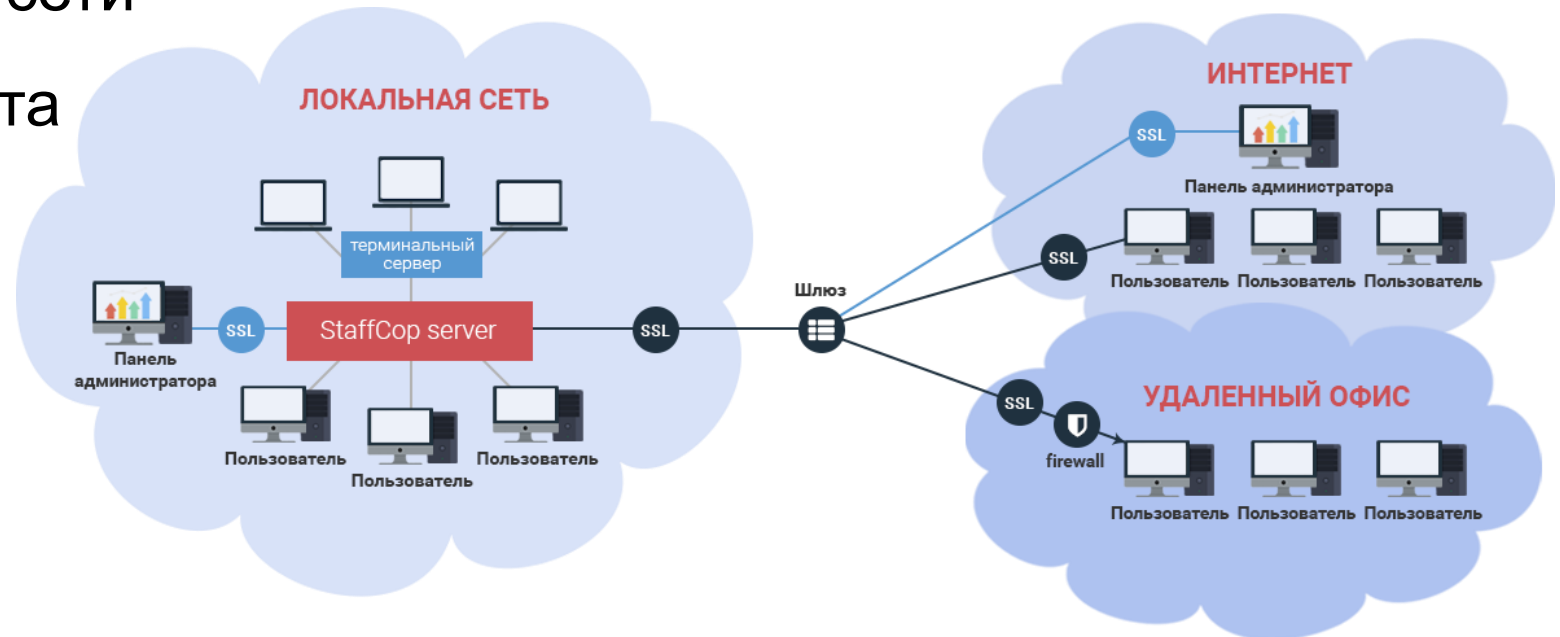 та
ЛОКАЛЬНАЯ СЕТЬ
терминальный
сервер
SSL
StaffCop server
SSL
Панель
администратора
Пользователь
Пользователь
Пользователь
Шлюз
ИНТЕРНЕТ
SSL
Панель администратора
SSL
Пользователь Пользователь Пользователь
УДАЛЕННЫЙ ОФИС
SSL
firewall
Пользователь Пользователь Пользователь